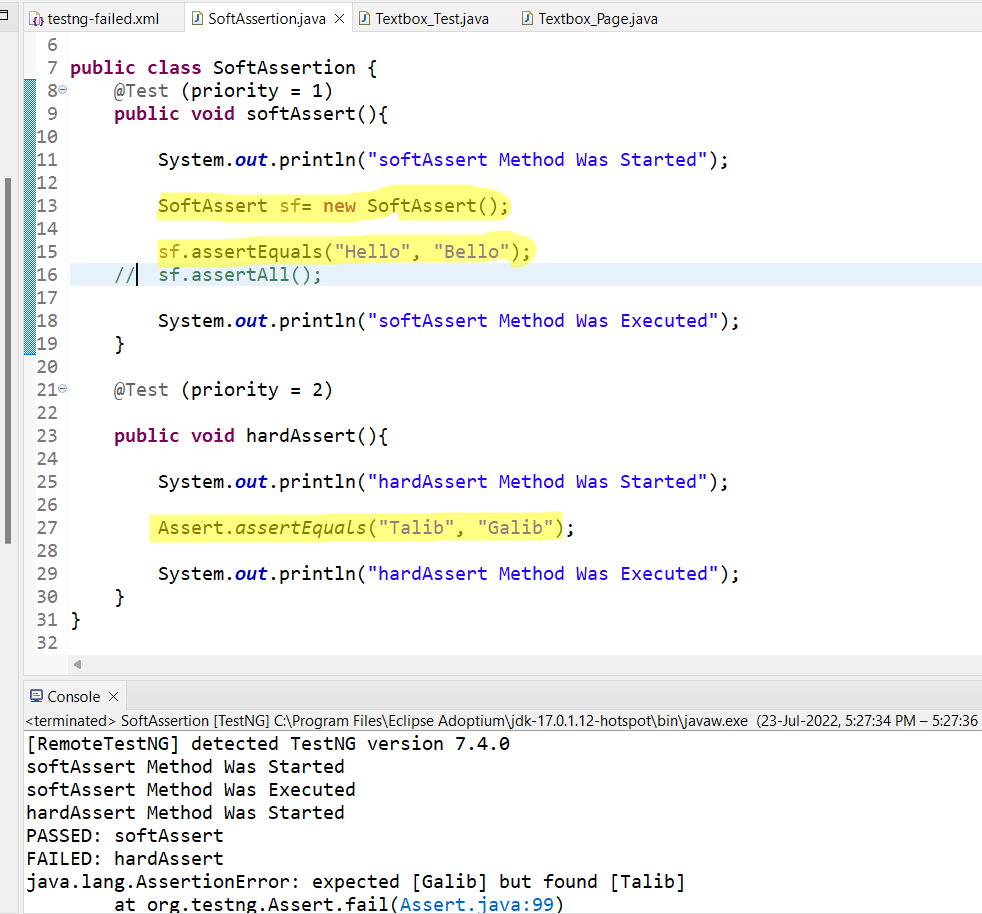 testng-failed.xml SoftAssertion.java Textbox_Test.java Textbox_Page.java
6
7 public class SoftAssertion {
8 @Test (priority = 1)
9 public void softAssert(){
10
11 System.out.println("softAssert Method Was Started");
12
13 SoftAssert sf= new SoftAssert();
14
15 sf.assertEquals("Hello", "Bello");
16 // sf.assertAll();
17
18 System.out.println("softAssert Method Was Executed");
19 }
20
21 @Test (priority = 2)
22
23 public void hardAssert(){
24
25 System.out.println("hardAssert Method Was Started");
26
27 Assert.assertEquals("Talib", "Galib");
28
29 System.out.println("hardAssert Method Was Executed");
30 }
31 }
32
Console
<terminated> SoftAssertion [TestNG] C:\Program Files\Eclipse Adoptium\jdk-17.0.1.12-hotspot\bin\javaw.exe (23-Jul-2022, 5:27:34 PM – 5:27:36
[RemoteTestNG] detected TestNG version 7.4.0
softAssert Method Was Started
softAssert Method Was Executed
hardAssert Method Was Started
PASSED: softAssert
FAILED: hardAssert
java.lang.AssertionError: expected [Galib] but found [Talib]
at org.testng.Assert.fail(Assert.java:99)